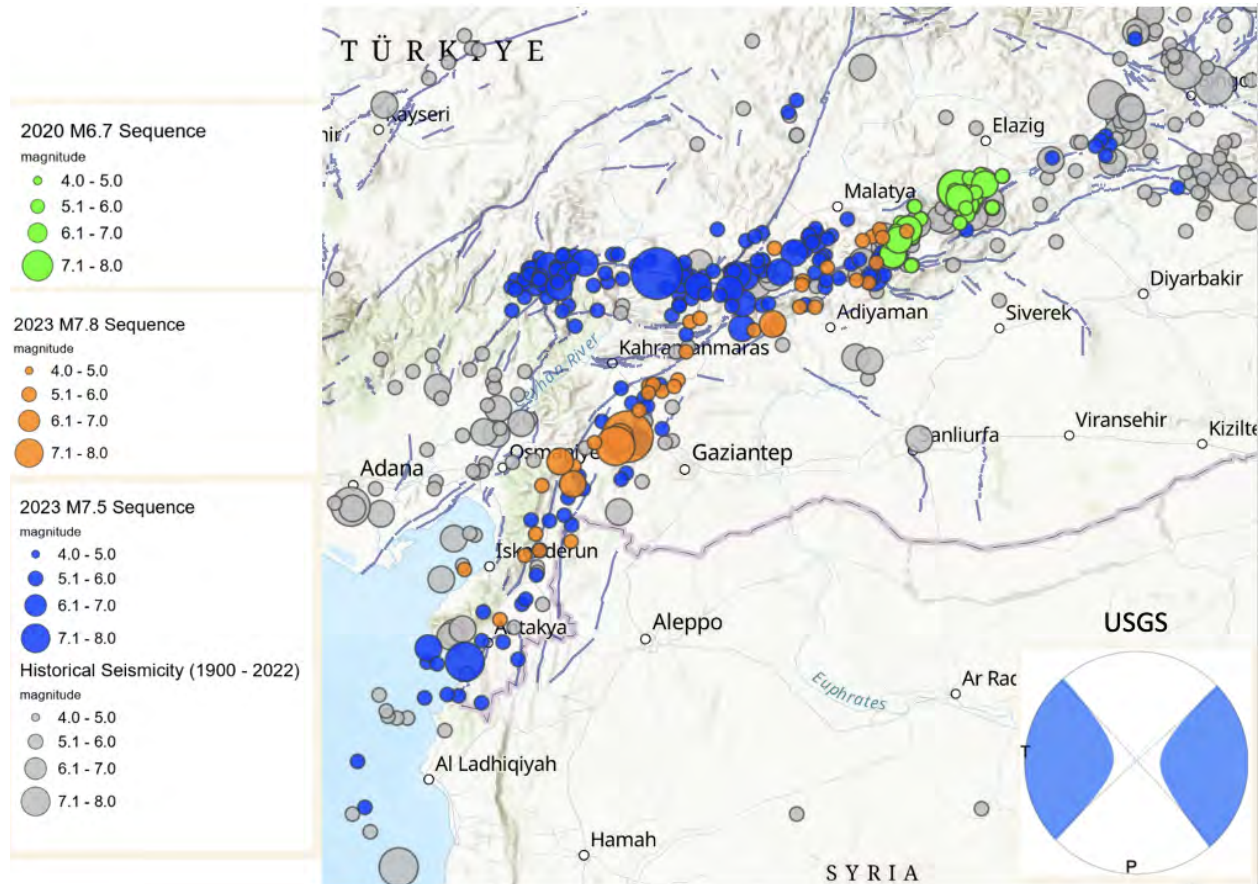 TÜRKIYE
Kayseri
Elazig
2020 M6.7 Sequence
magnitude
4.0 - 5.0
5.1 - 6.0
6.1 - 7.0
7.1 - 8.0
Malatya
Diyarbakir
2023 M7.8 Sequence
magnitude
4.0 - 5.0
5.1 - 6.0
6.1 - 7.0
7.1 - 8.0
Adiyaman
Siverek
Kahramanmaras
River
Viransehir
Adana
Osmaniye
Gaziantep
2023 M7.5 Sequence
magnitude
4.0 - 5.0
5.1 - 6.0
6.1 - 7.0
7.1 - 8.0
Iskenderun
Antakya
Aleppo
USGS
Historical Seismicity (1900 - 2022)
magnitude
4.0 - 5.0
5.1 - 6.0
6.1 - 7.0
7.1 - 8.0
Euphrates
Al Ladhiqiyah
T
Hamah
SYRIA
P